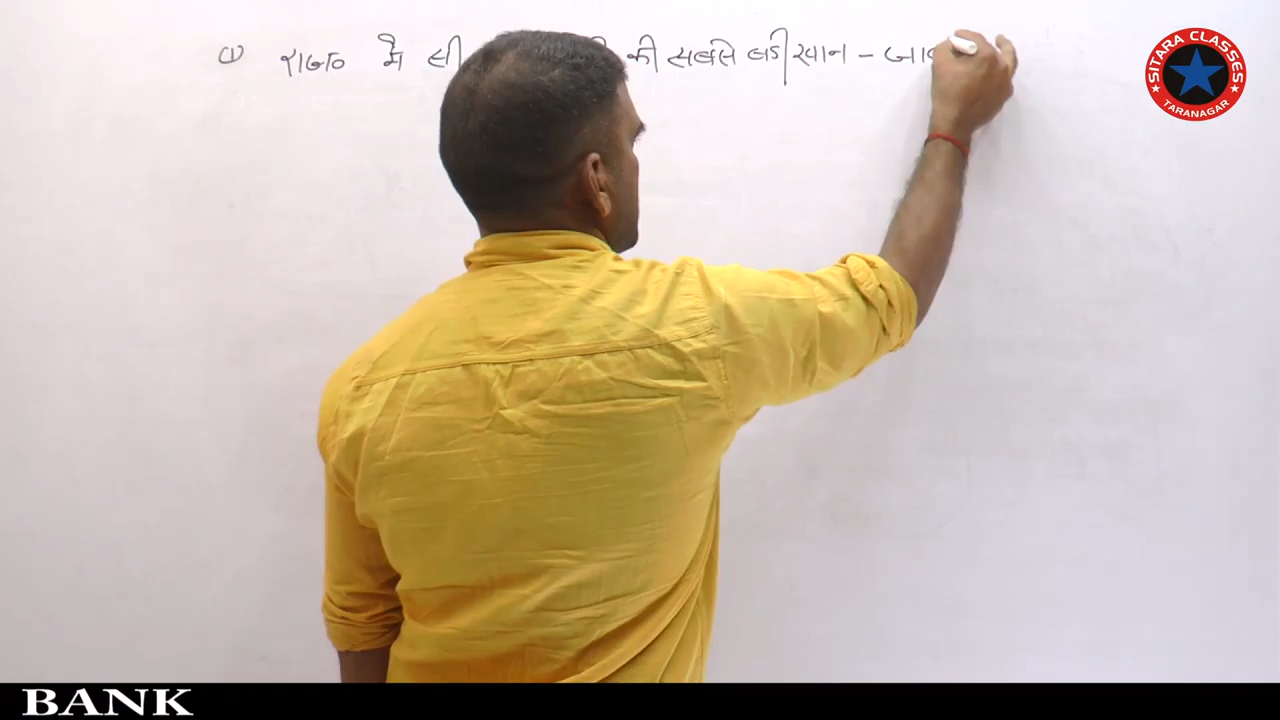 ① राज० में सी की सबसे बडी खान - जाव
SITARA CLASSES
TARANAGAR
BANK